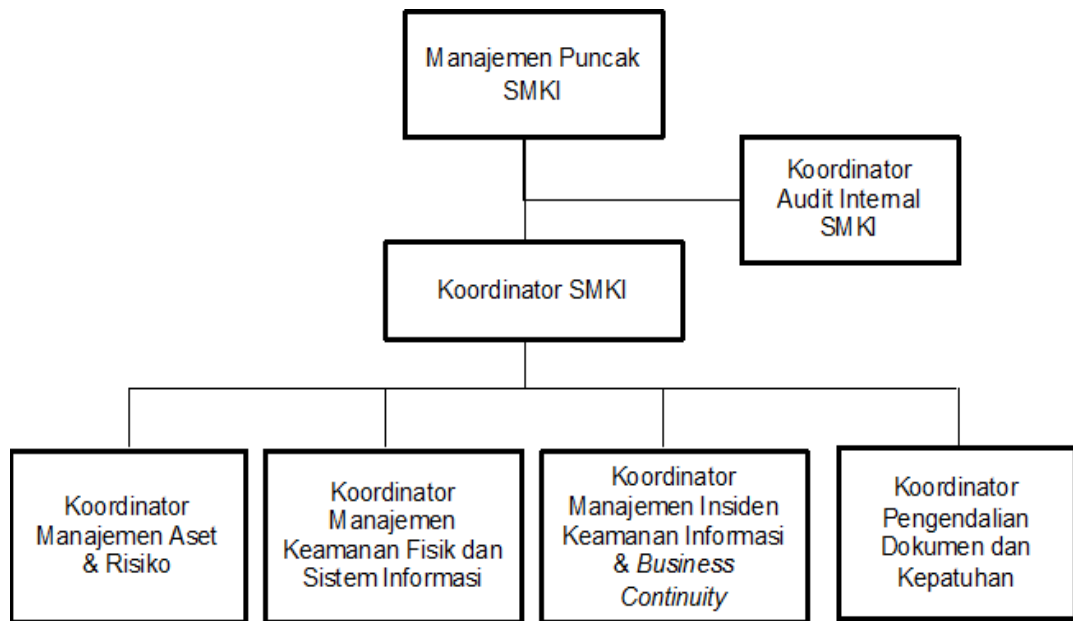 Manajemen Puncak
SMKI
Koordinator
Audit Internal
SMKI
Koordinator SMKI
Koordinator
Manajemen Aset
& Risiko
Koordinator
Manajemen
Keamanan Fisik dan
Sistem Informasi
Koordinator
Manajemen Insiden
Keamanan Informasi
& Business
Continuity
Koordinator
Pengendalian
Dokumen dan
Kepatuhan